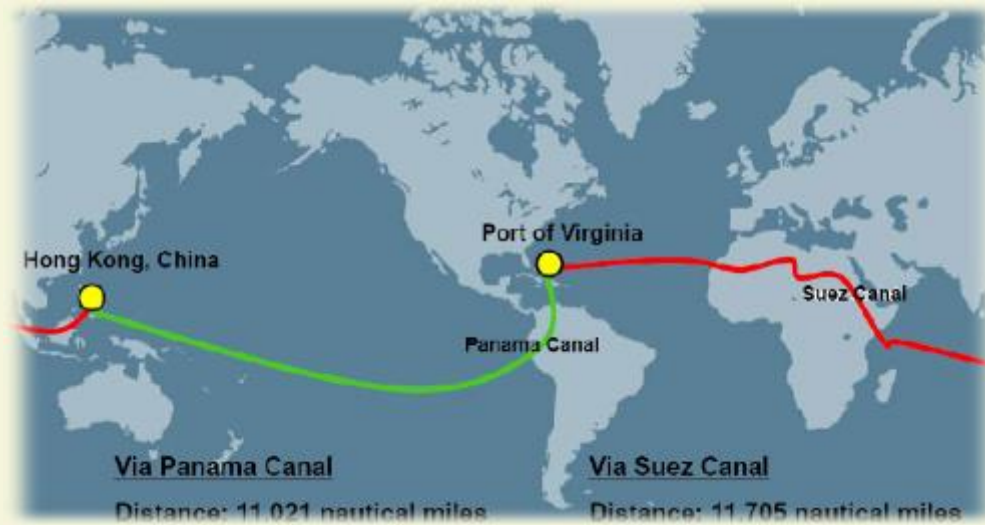 Port of Virginia
Hong Kong, China
Suez Canal
Panama Canal
Via Panama Canal
Distance: 11,021 nautical miles
Via Suez Canal
Distance: 11,705 nautical miles